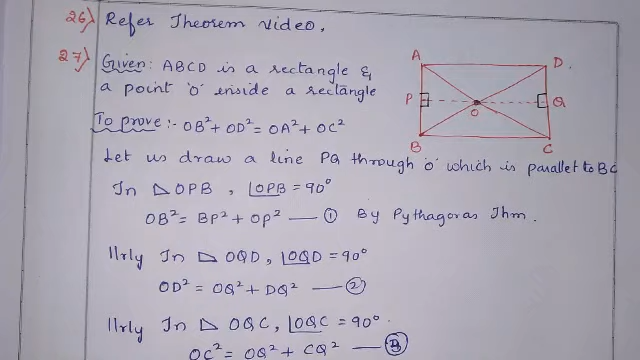 26) Refer Theorem video.
27) Given: ABCD is a rectangle &
a point 'O' inside a rectangle
To prove:- OB² + OD² = OA² + OC²
A D.
P Q
O
B C
Let us draw a line PQ through 'O' which is parallel to BC
In △OPB, ∠OPB = 90°
OB² = BP² + OP² —— ① By Pythagoras Thm.
|||rly In △ OQD, ∠OQD = 90°
OD² = OQ² + DQ² —— ②
|||rly In △ OQC, ∠OQC = 90°.
OC² = OQ² + CQ² —— ③